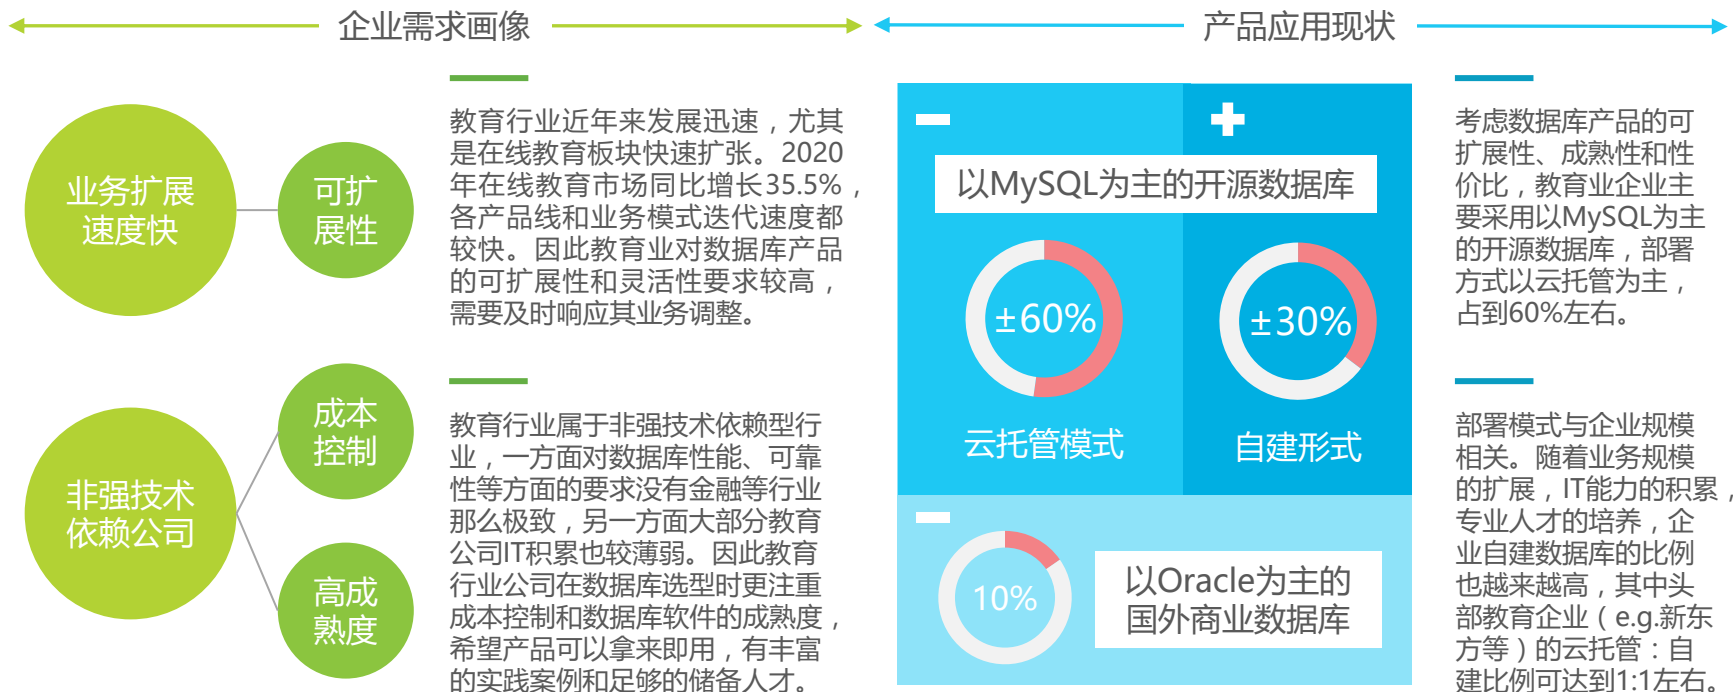 企业需求画像
业务扩展
速度快
可扩
展性
教育行业近年来发展迅速，尤其
是在线教育板块快速扩张。2020
年在线教育市场同比增长35.5%，
各产品线和业务模式迭代速度都
较快。因此教育业对数据库产品
的可扩展性和灵活性要求较高，
需要及时响应其业务调整。
非强技术
依赖公司
成本
控制
高成
熟度
教育行业属于非强技术依赖型行
业，一方面对数据库性能、可靠
性等方面的要求没有金融等行业
那么极致，另一方面大部分教育
公司IT积累也较薄弱。因此教育
行业公司在数据库选型时更注重
成本控制和数据库软件的成熟度，
希望产品可以拿来即用，有丰富
的实践案例和足够的储备人才。
产品应用现状
以MySQL为主的开源数据库
±60%
±30%
云托管模式
自建形式
10%
以Oracle为主的
国外商业数据库
考虑数据库产品的可
扩展性、成熟性和性
价比，教育业企业主
要采用以MySQL为主
的开源数据库，部署
方式以云托管为主，
占到60%左右。
部署模式与企业规模
相关。随着业务规模
的扩展，IT能力的积累，
专业人才的培养，企
业自建数据库的比例
也越来越高，其中头
部教育企业（e.g.新东
方等）的云托管：自
建比例可达到1:1左右。